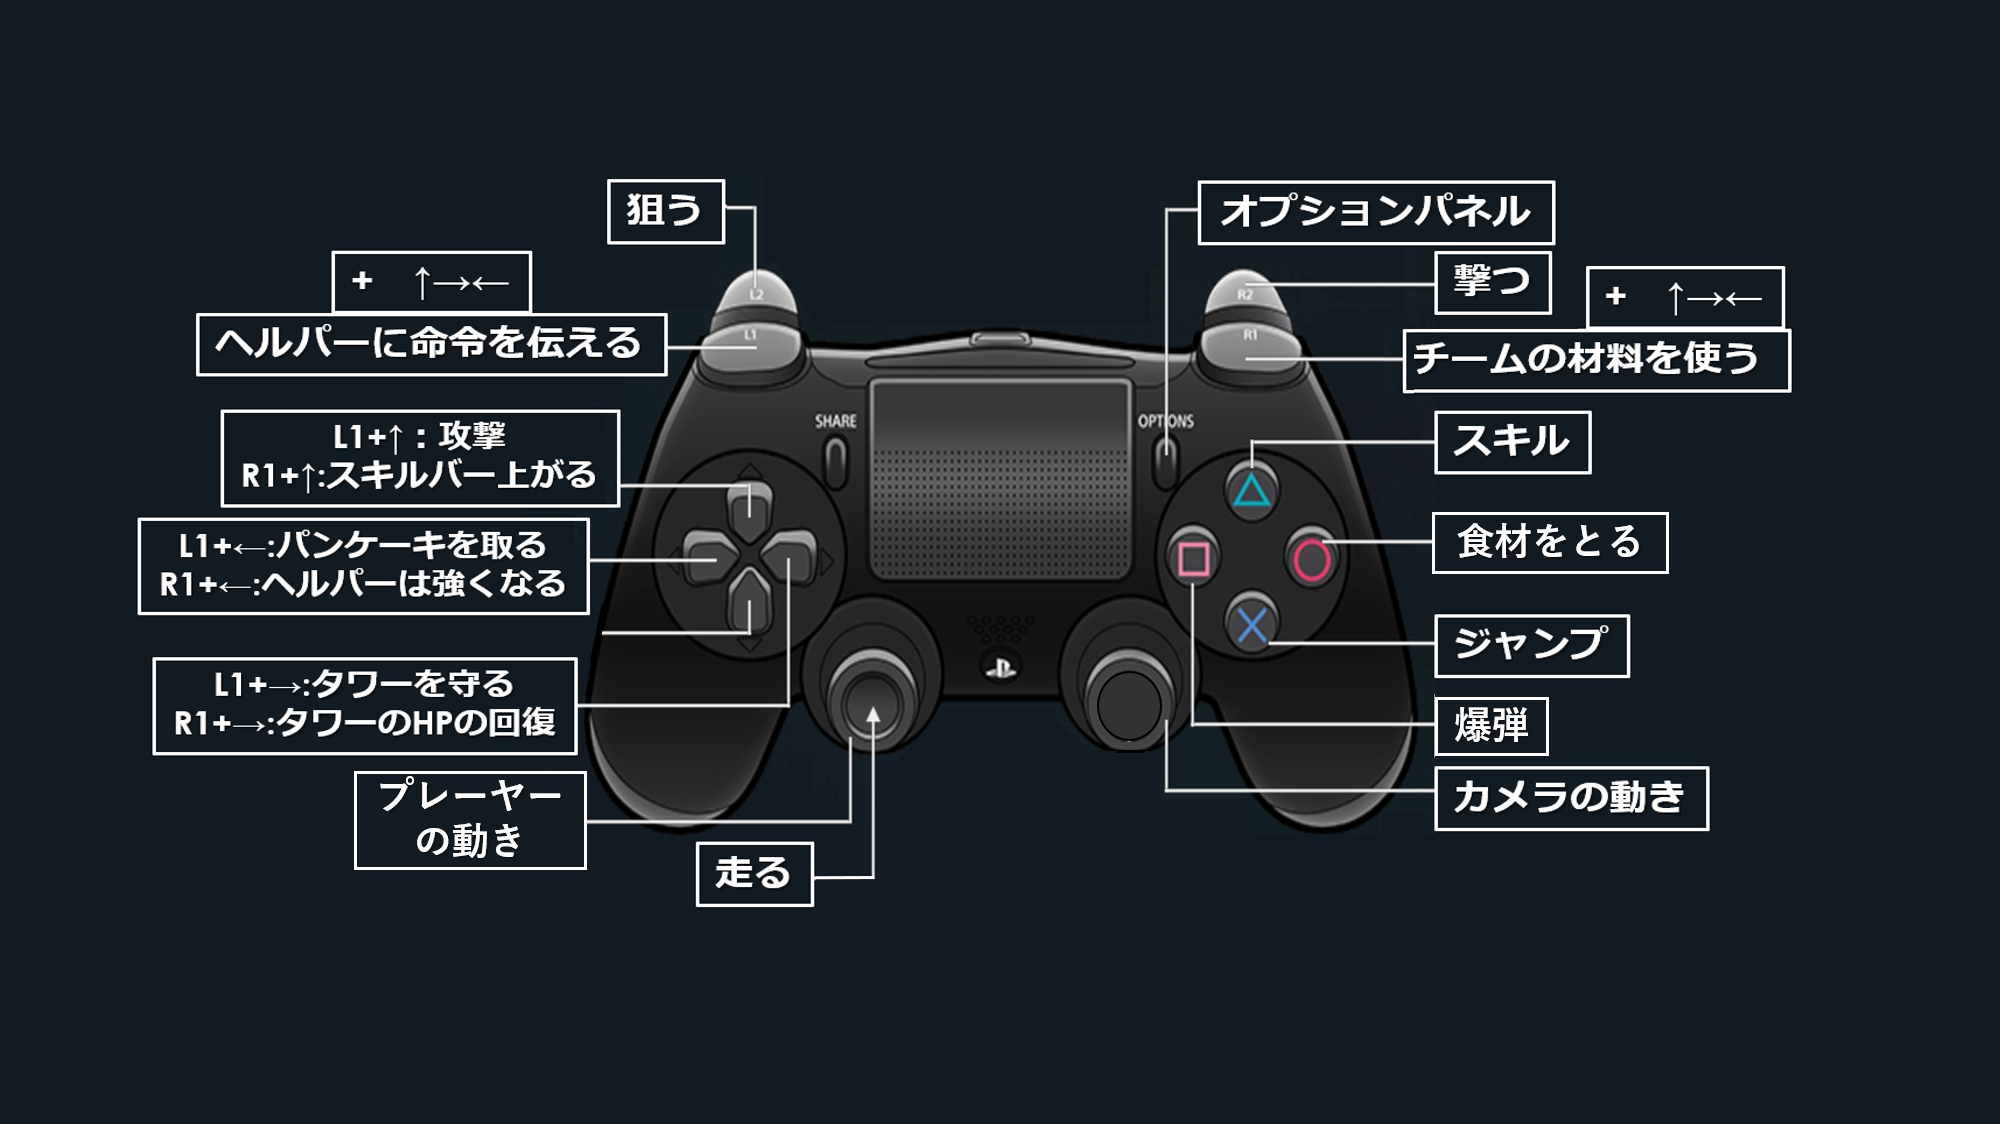 狙う
オプションパネル
+ ↑→←
撃つ
+ ↑→←
ヘルパーに命令を伝える
チームの材料を使う
L2
R2
L1
R1
SHARE
OPTIONS
L1+↑：攻撃
R1+↑:スキルバー上がる
スキル
L1+←:パンケーキを取る
R1+←:ヘルパーは強くなる
食材をとる
ジャンプ
L1+→:タワーを守る
R1+→:タワーのHPの回復
爆弾
プレーヤー
の動き
カメラの動き
走る